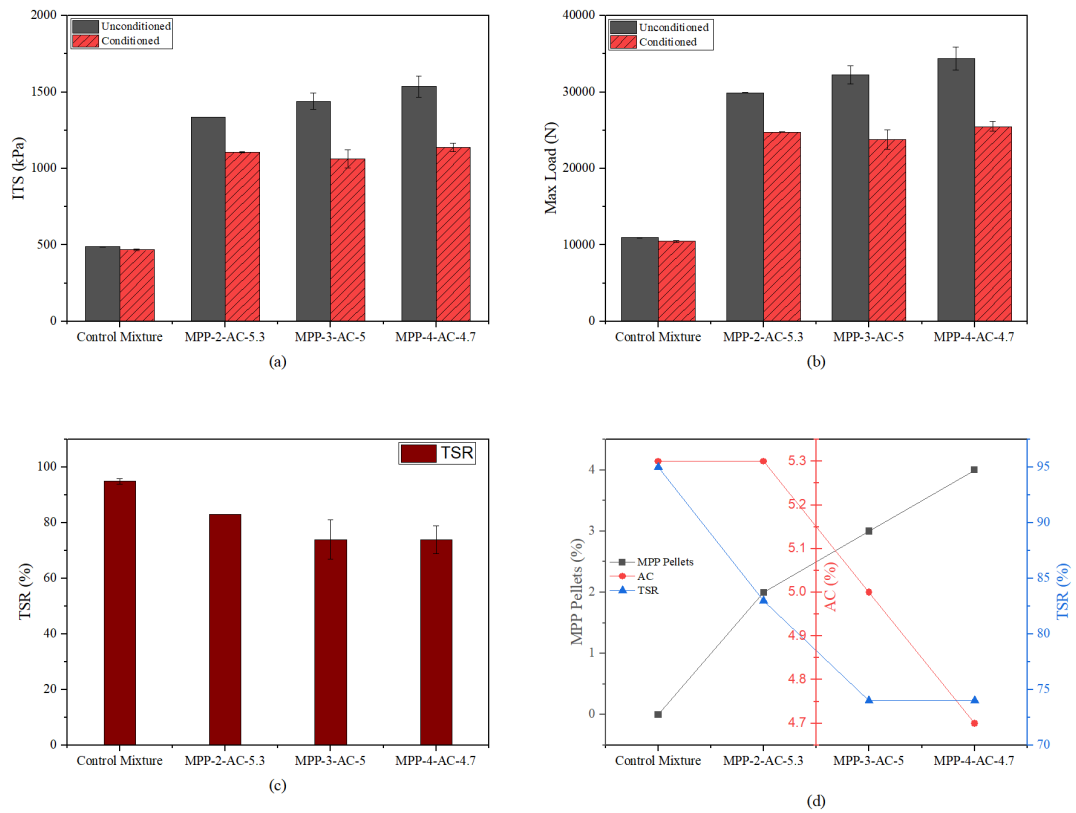 2000
1500
1000
500
0
ITS (kPa)
Unconditioned
Conditioned
Control Mixture
MPP-2-AC-5.3
MPP-3-AC-5
MPP-4-AC-4.7
(a)
40000
30000
20000
10000
0
Max Load (N)
Unconditioned
Conditioned
Control Mixture
MPP-2-AC-5.3
MPP-3-AC-5
MPP-4-AC-4.7
(b)
100
80
60
40
20
0
TSR (%)
TSR
Control Mixture
MPP-2-AC-5.3
MPP-3-AC-5
MPP-4-AC-4.7
(c)
4
3
2
1
0
MPP Pellets (%)
MPP Pellets
AC
TSR
5.3
5.2
5.1
5.0
4.9
4.8
4.7
AC (%)
95
90
85
80
75
70
TSR (%)
Control Mixture
MPP-2-AC-5.3
MPP-3-AC-5
MPP-4-AC-4.7
(d)